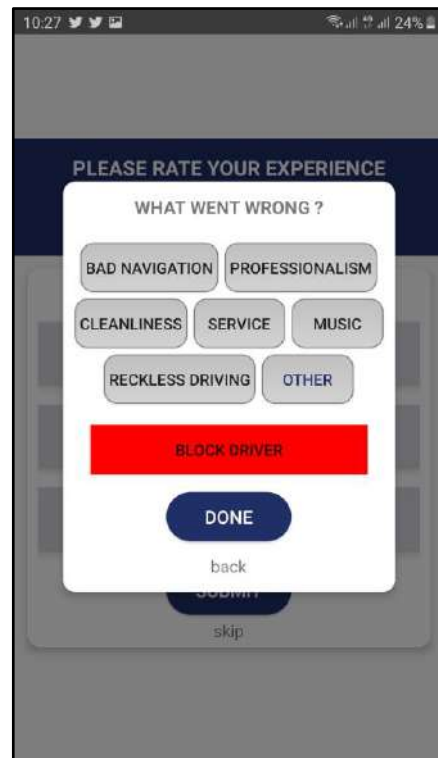 10:27 24%
PLEASE RATE YOUR EXPERIENCE
WHAT WENT WRONG ?
BAD NAVIGATION PROFESSIONALISM
CLEANLINESS SERVICE MUSIC
RECKLESS DRIVING OTHER
BLOCK DRIVER
DONE
back
SUBMIT
skip